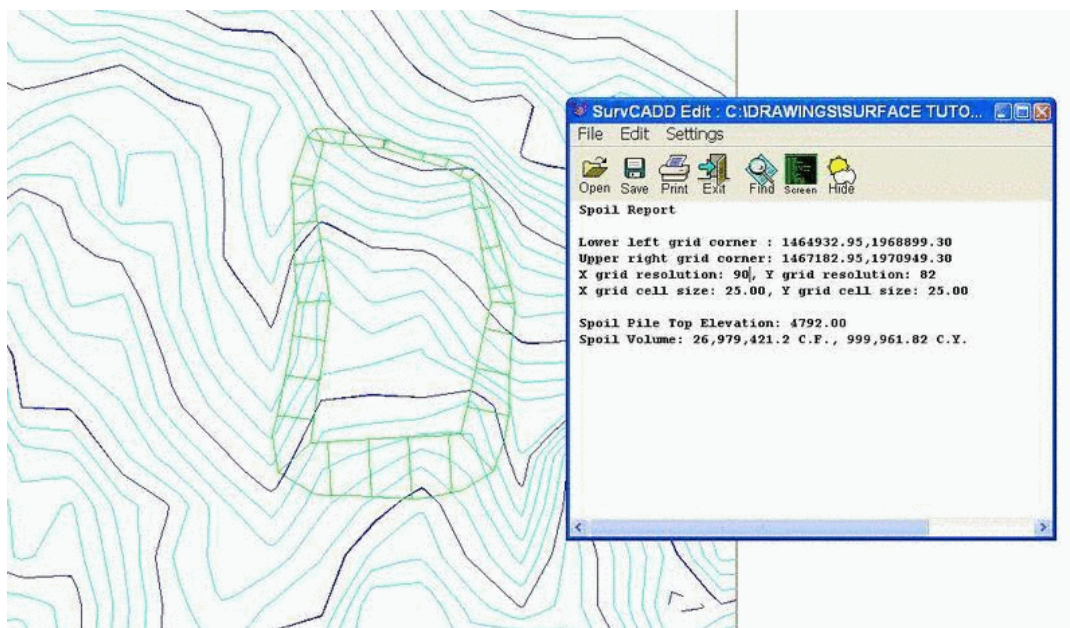 SurvCADD Edit : C:\DRAWINGS\SURFACE TUTO...
File Edit Settings
Open Save Print Exit Find Screen Hide
Spoil Report
Lower left grid corner : 1464932.95,1968899.30
Upper right grid corner: 1467182.95,1970949.30
X grid resolution: 90, Y grid resolution: 82
X grid cell size: 25.00, Y grid cell size: 25.00
Spoil Pile Top Elevation: 4792.00
Spoil Volume: 26,979,421.2 C.F., 999,961.82 C.Y.